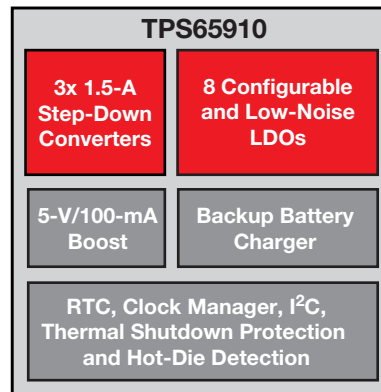 TPS65910
3x 1.5-A
Step-Down
Converters
8 Configurable
and Low-Noise
LDOs
5-V/100-mA
Boost
Backup Battery
Charger
RTC, Clock Manager, I²C,
Thermal Shutdown Protection
and Hot-Die Detection